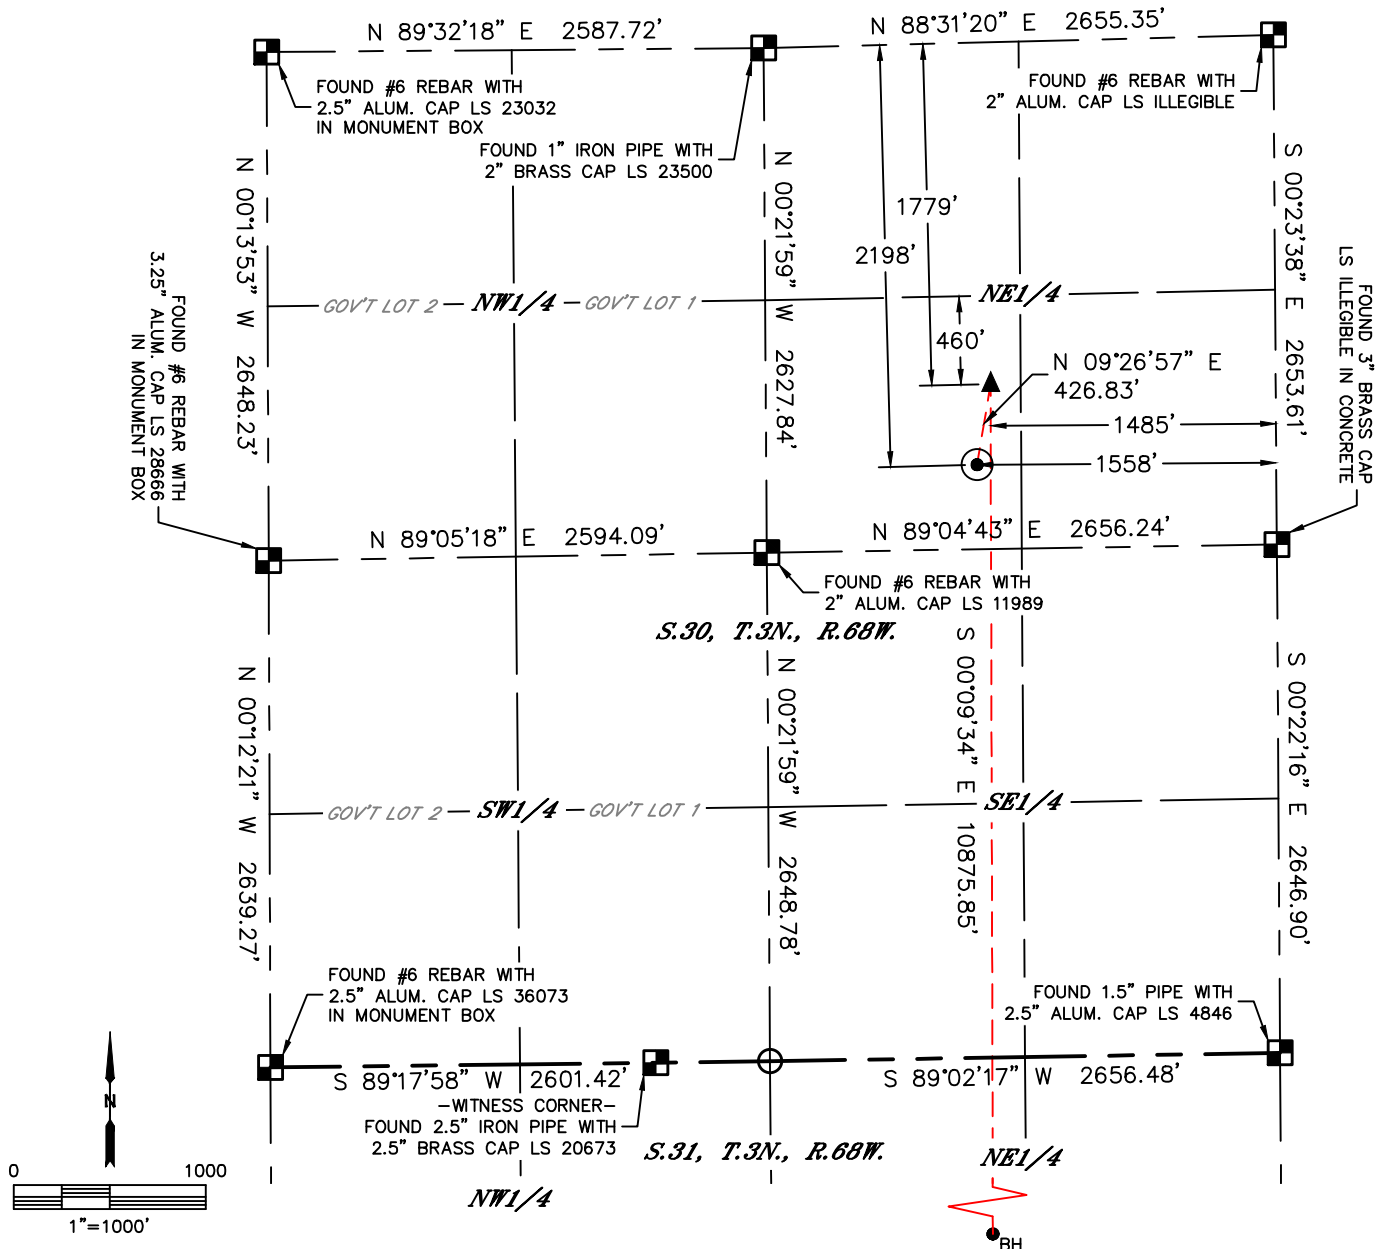 N 89°32'18" E 2587.72'
N 88°31'20" E 2655.35'
FOUND #6 REBAR WITH
2.5" ALUM. CAP LS 23032
IN MONUMENT BOX
FOUND #6 REBAR WITH
2" ALUM. CAP LS ILLEGIBLE
FOUND 1" IRON PIPE WITH
2" BRASS CAP LS 23500
N 00°13'53" W 2648.23'
N 00°21'59" W 2627.84'
S 00°23'38" E 2653.61'
1779'
2198'
FOUND 3" BRASS CAP
LS ILLEGIBLE IN CONCRETE
FOUND #6 REBAR WITH
3.25" ALUM. CAP LS 28666
IN MONUMENT BOX
GOV'T LOT 2
NW1/4
GOV'T LOT 1
NE1/4
460'
N 09°26'57" E
426.83'
1485'
1558'
N 89°05'18" E 2594.09'
N 89°04'43" E 2656.24'
FOUND #6 REBAR WITH
2" ALUM. CAP LS 11989
S.30, T.3N., R.68W.
N 00°12'21" W 2639.27'
N 00°21'59" W 2648.78'
S 00°09'34" E 10875.85'
S 00°22'16" E 2646.90'
GOV'T LOT 2
SW1/4
GOV'T LOT 1
SE1/4
FOUND #6 REBAR WITH
2.5" ALUM. CAP LS 36073
IN MONUMENT BOX
FOUND 1.5" PIPE WITH
2.5" ALUM. CAP LS 4846
S 89°17'58" W 2601.42'
S 89°02'17" W 2656.48'
-WITNESS CORNER-
FOUND 2.5" IRON PIPE WITH
2.5" BRASS CAP LS 20673
S.31, T.3N., R.68W.
NE1/4
NW1/4
N
0 1000
1"=1000'
BH